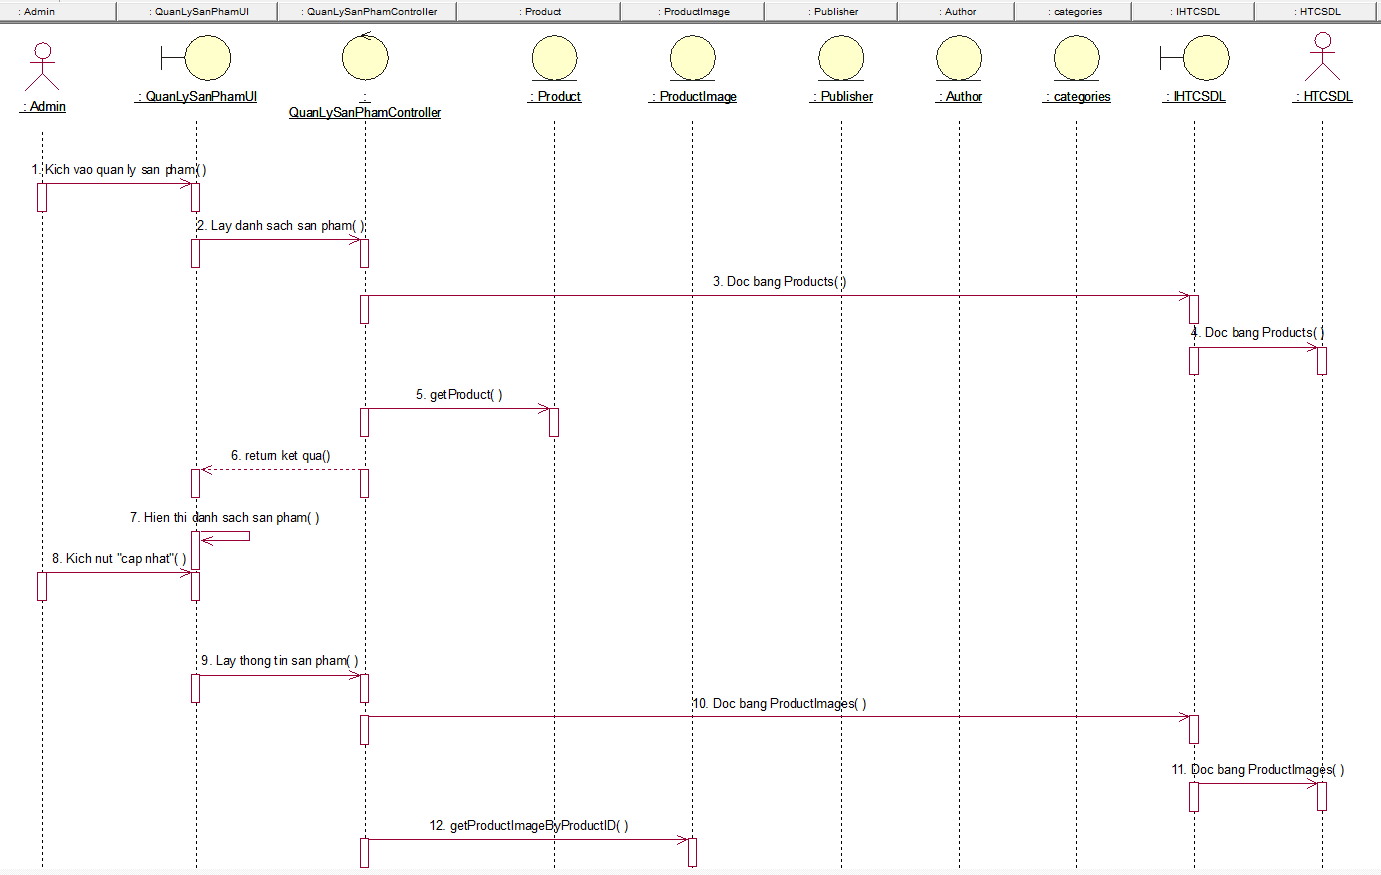 : Admin
: QuanLySanPhamUI
: QuanLySanPhamController
: Product
: ProductImage
: Publisher
: Author
: categories
: IHTCSDL
: HTCSDL
: Admin
: QuanLySanPhamUI
:
QuanLySanPhamController
: Product
: ProductImage
: Publisher
: Author
: categories
: IHTCSDL
: HTCSDL
1. Kich vao quan ly san pham( )
2. Lay danh sach san pham( )
3. Doc bang Products( )
4. Doc bang Products( )
5. getProduct( )
6. return ket qua()
7. Hien thi danh sach san pham( )
8. Kich nut "cap nhat"( )
9. Lay thong tin san pham( )
10. Doc bang ProductImages( )
11. Doc bang ProductImages( )
12. getProductImageByProductID( )